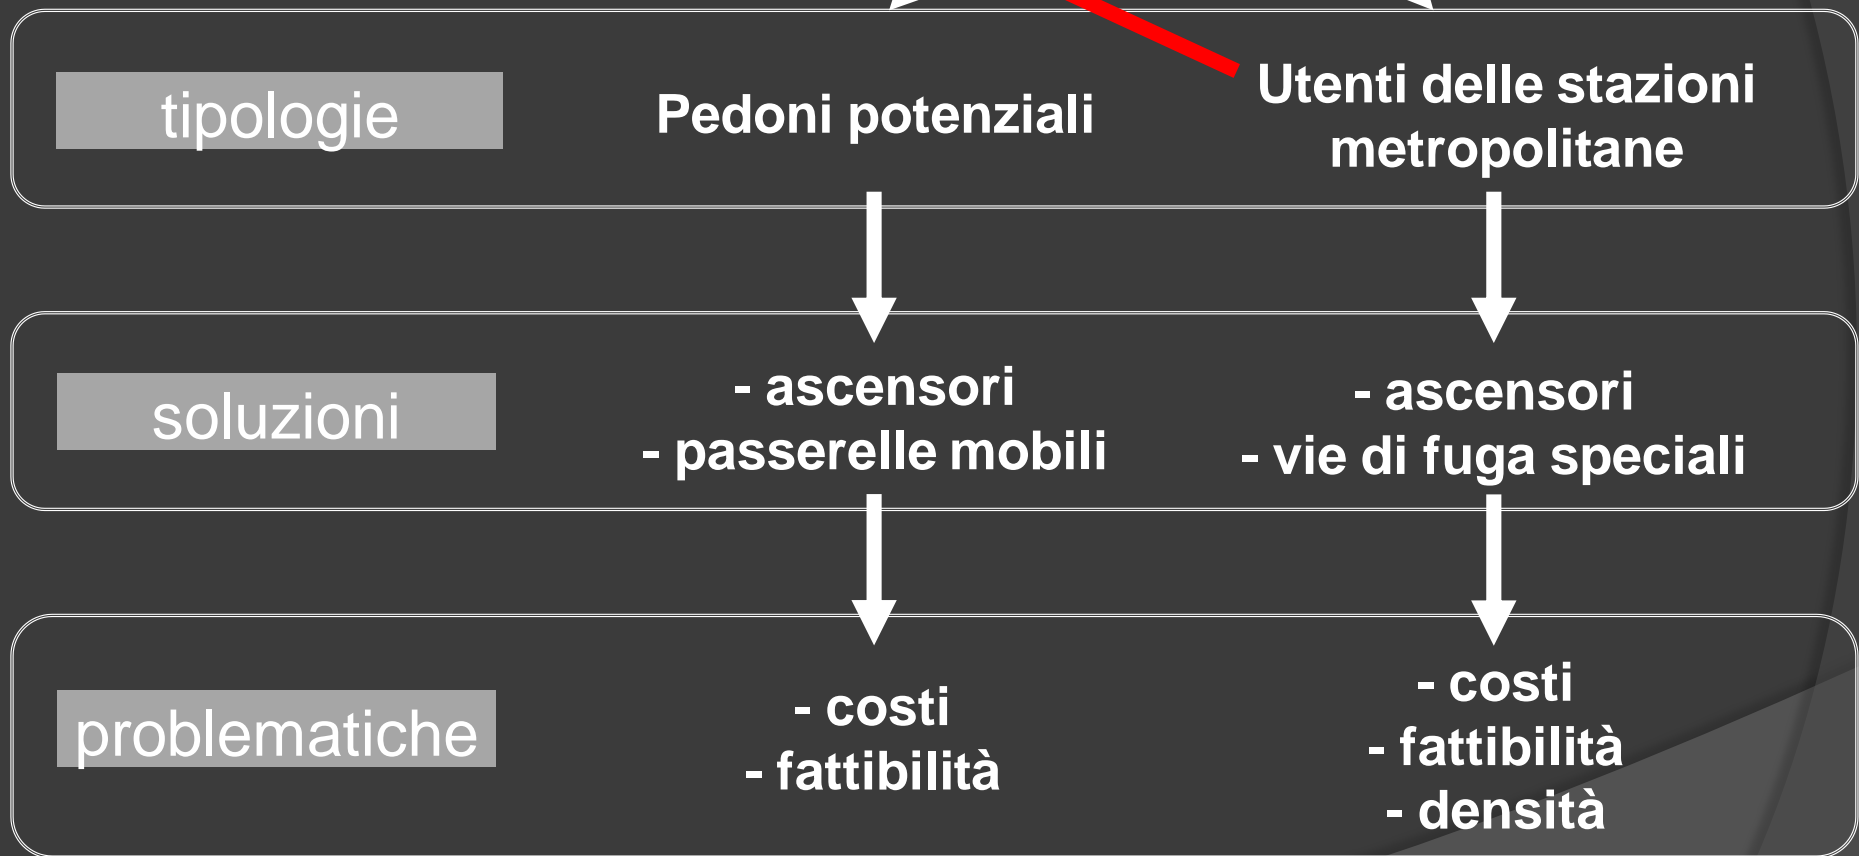 tipologie
Pedoni potenziali
Utenti delle stazioni
metropolitane
soluzioni
- ascensori
- passerelle mobili
- ascensori
- vie di fuga speciali
problematiche
- costi
- fattibilità
- costi
- fattibilità
- densità